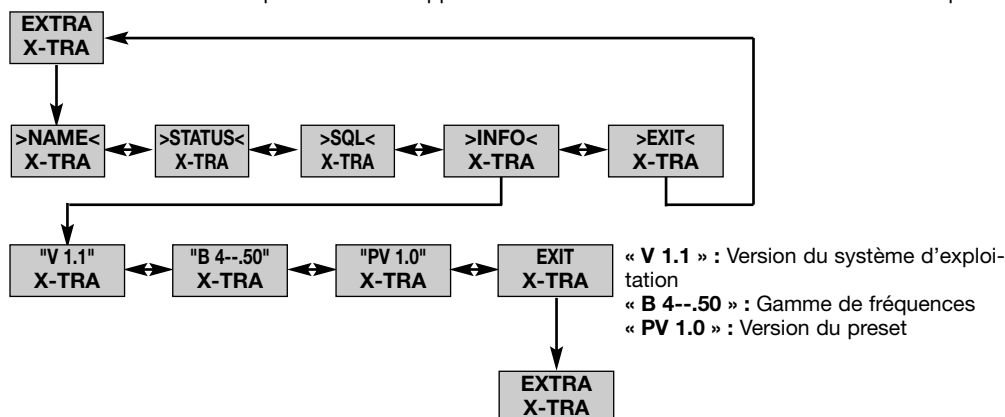 EXTRA
X-TRA
>NAME<
X-TRA
>STATUS<
X-TRA
>SQL<
X-TRA
>INFO<
X-TRA
>EXIT<
X-TRA
"V 1.1"
X-TRA
"B 4--.50"
X-TRA
"PV 1.0"
X-TRA
EXIT
X-TRA
« V 1.1 » : Version du système d'exploi-
tation
« B 4--.50 » : Gamme de fréquences
« PV 1.0 » : Version du preset
EXTRA
X-TRA